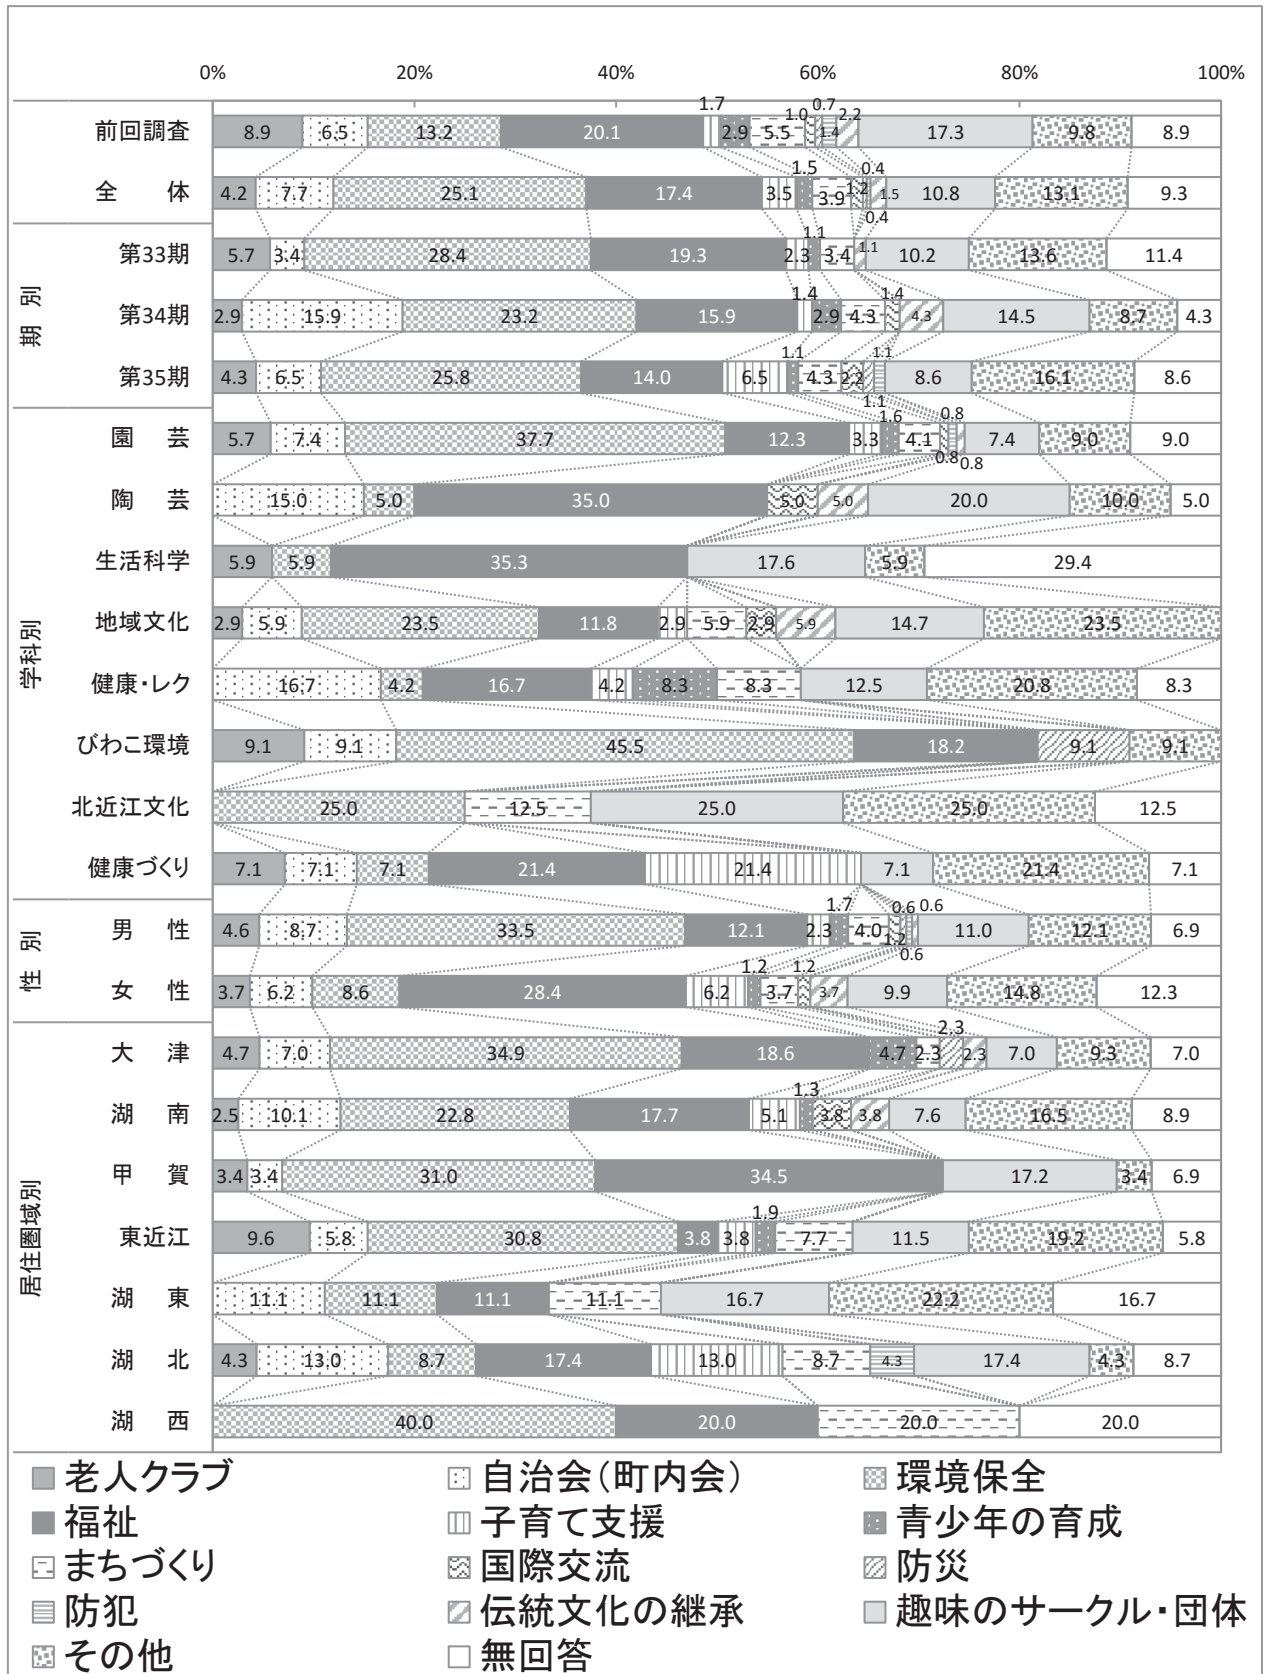 0% 20% 40% 60% 80% 100%
前回調査 8.9 6.5 13.2 20.1 1.7 2.9 5.5 1.0 1.4 0.7 2.2 17.3 9.8 8.9
全 体 4.2 7.7 25.1 17.4 3.5 1.5 3.9 1.2 0.4 0.4 1.5 10.8 13.1 9.3
期 別
第33期 5.7 3.4 28.4 19.3 2.3 1.1 3.4 1.1 10.2 13.6 11.4
第34期 2.9 15.9 23.2 15.9 1.4 2.9 4.3 1.4 4.3 14.5 8.7 4.3
第35期 4.3 6.5 25.8 14.0 6.5 1.1 4.3 2.2 1.1 1.1 8.6 16.1 8.6
学科別
園 芸 5.7 7.4 37.7 12.3 3.3 1.6 4.1 0.8 0.8 0.8 7.4 9.0 9.0
陶 芸 15.0 5.0 35.0 5.0 5.0 20.0 10.0 5.0
生活科学 5.9 5.9 35.3 17.6 5.9 29.4
地域文化 2.9 5.9 23.5 11.8 2.9 5.9 2.9 5.9 14.7 23.5
健康・レク 16.7 4.2 16.7 4.2 8.3 8.3 12.5 20.8 8.3
びわこ環境 9.1 9.1 45.5 18.2 9.1 9.1
北近江文化 25.0 12.5 25.0 25.0 12.5
健康づくり 7.1 7.1 7.1 21.4 21.4 7.1 21.4 7.1
性 別
男 性 4.6 8.7 33.5 12.1 2.3 1.7 4.0 1.2 0.6 0.6 0.6 11.0 12.1 6.9
女 性 3.7 6.2 8.6 28.4 6.2 1.2 3.7 1.2 3.7 9.9 14.8 12.3
居住圏域別
大 津 4.7 7.0 34.9 18.6 4.7 2.3 2.3 2.3 7.0 9.3 7.0
湖 南 2.5 10.1 22.8 17.7 5.1 1.3 3.8 3.8 7.6 16.5 8.9
甲 賀 3.4 3.4 31.0 34.5 17.2 3.4 6.9
東近江 9.6 5.8 30.8 3.8 3.8 1.9 7.7 11.5 19.2 5.8
湖 東 11.1 11.1 11.1 11.1 16.7 22.2 16.7
湖 北 4.3 13.0 8.7 17.4 13.0 8.7 4.3 17.4 4.3 8.7
湖 西 40.0 20.0 20.0 20.0
老人クラブ 自治会(町内会) 環境保全
福祉 子育て支援 青少年の育成
まちづくり 国際交流 防災
防犯 伝統文化の継承 趣味のサークル・団体
その他 無回答